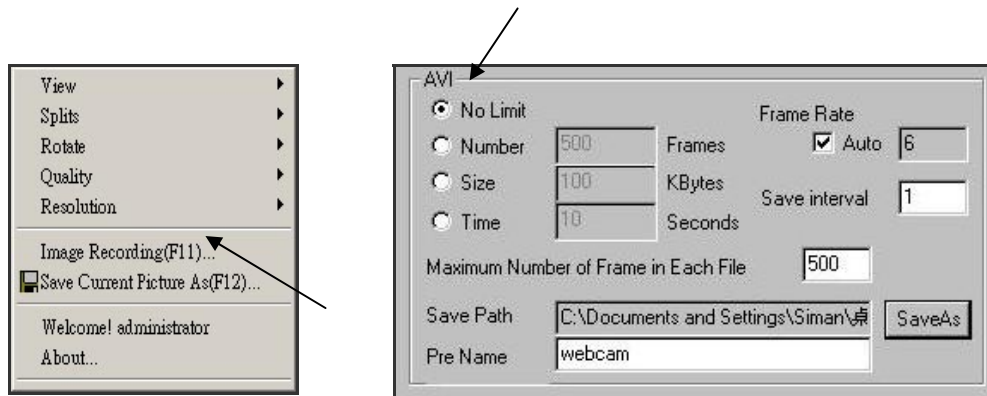 View
Splits
Rotate
Quality
Resolution
Image Recording(F11)...
Save Current Picture As(F12)...
Welcome! administrator
About...
AVI
No Limit
Frame Rate
Number 500 Frames
Auto 6
Size 100 KBytes
Save interval 1
Time 10 Seconds
Maximum Number of Frame in Each File 500
Save Path C:\Documents and Settings\Siman\桌 SaveAs
Pre Name webcam